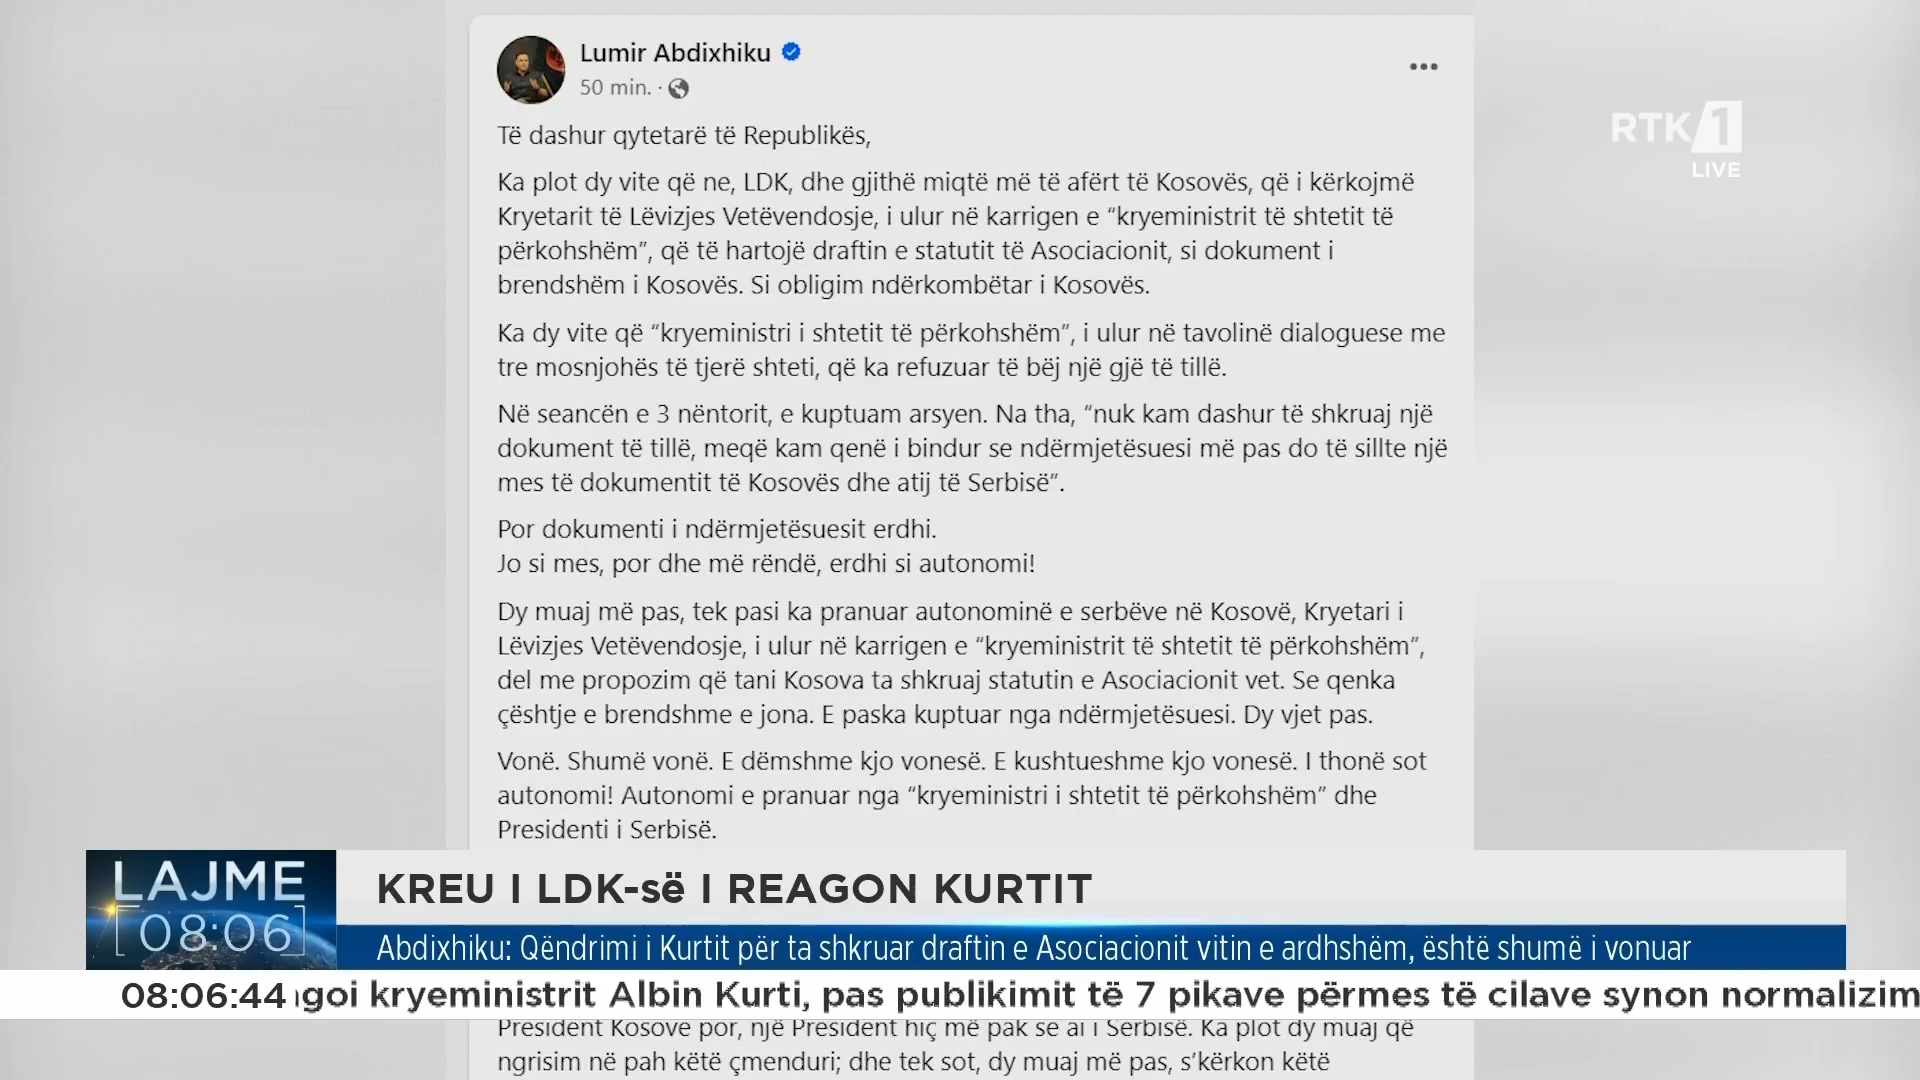 Lumir Abdixhiku
50 min. ·
Të dashur qytetarë të Republikës,
Ka plot dy vite që ne, LDK, dhe gjithë miqtë më të afërt të Kosovës, që i kërkojmë
Kryetarit të Lëvizjes Vetëvendosje, i ulur në karrigen e “kryeministrit të shtetit të
përkohshëm”, që të hartojë draftin e statutit të Asociacionit, si dokument i
brendshëm i Kosovës. Si obligim ndërkombëtar i Kosovës.
Ka dy vite që “kryeministri i shtetit të përkohshëm”, i ulur në tavolinë dialoguese me
tre mosnjohës të tjerë shteti, që ka refuzuar të bëj një gjë të tillë.
Në seancën e 3 nëntorit, e kuptuam arsyen. Na tha, “nuk kam dashur të shkruaj një
dokument të tillë, meqë kam qenë i bindur se ndërmjetësuesi më pas do të sillte një
mes të dokumentit të Kosovës dhe atij të Serbisë”.
Por dokumenti i ndërmjetësuesit erdhi.
Jo si mes, por dhe më rëndë, erdhi si autonomi!
Dy muaj më pas, tek pasi ka pranuar autonominë e serbëve në Kosovë, Kryetari i
Lëvizjes Vetëvendosje, i ulur në karrigen e “kryeministrit të shtetit të përkohshëm”,
del me propozim që tani Kosova ta shkruaj statutin e Asociacionit vet. Se qenka
çështje e brendshme e jona. E paska kuptuar nga ndërmjetësuesi. Dy vjet pas.
Vonë. Shumë vonë. E dëmshme kjo vonesë. E kushtueshme kjo vonesë. I thonë sot
autonomi! Autonomi e pranuar nga “kryeministri i shtetit të përkohshëm” dhe
Presidenti i Serbisë.
RTK 1
LIVE
LAJME
08:06
KREU I LDK-së I REAGON KURTIT
Abdixhiku: Qëndrimi i Kurtit për ta shkruar draftin e Asociacionit vitin e ardhshëm, është shumë i vonuar
08:06:44 goi kryeministrit Albin Kurti, pas publikimit të 7 pikave përmes të cilave synon normalizim
President Kosove por, një President hiç më pak se ai i Serbisë. Ka plot dy muaj që
ngrisim në pah këtë çmenduri; dhe tek sot, dy muaj më pas, s’kërkon këtë